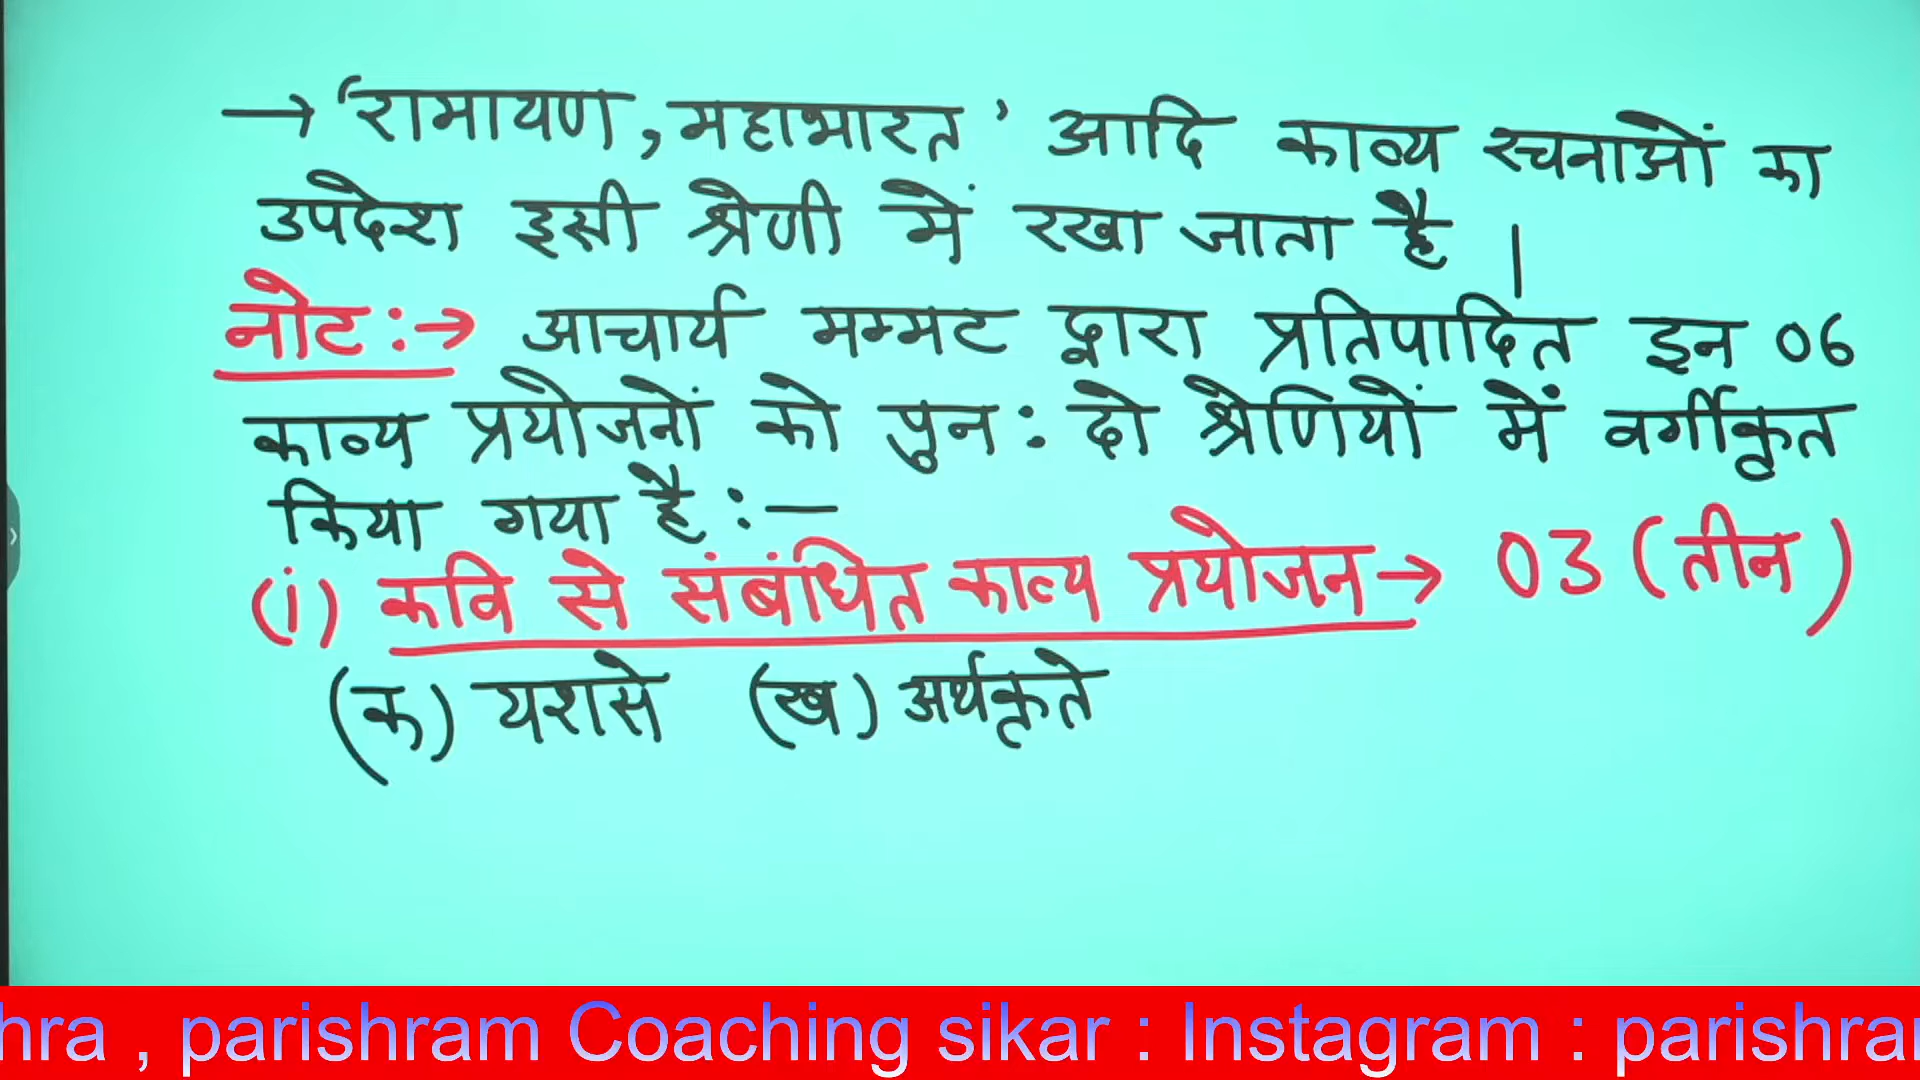 → 'रामायण, महाभारत' आदि काव्य रचनाओं का
उपदेश इसी श्रेणी में रखा जाता है |
नोट:→ आचार्य मम्मट द्वारा प्रतिपादित इन 06
काव्य प्रयोजनों को पुन: दो श्रेणियों में वर्गीकृत
किया गया है:—
(i) कवि से संबंधित काव्य प्रयोजन→ 03 (तीन)
(क) यशसे (ख) अर्थकृते
hra , parishram Coaching sikar : Instagram : parishra